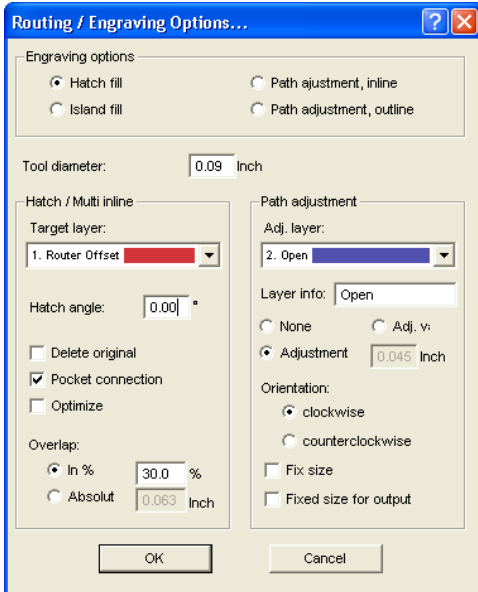 Routing / Engraving Options...
Engraving options
Hatch fill
Path ajustment, inline
Island fill
Path adjustment, outline
Tool diameter: 0.09 Inch
Hatch / Multi inline
Target layer:
1. Router Offset
Hatch angle: 0.00 °
Delete original
Pocket connection
Optimize
Overlap:
In % 30.0 %
Absolut 0.063 Inch
Path adjustment
Adj. layer:
2. Open
Layer info: Open
None
Adj. v:
Adjustment 0.045 Inch
Orientation:
clockwise
counterclockwise
Fix size
Fixed size for output
OK
Cancel